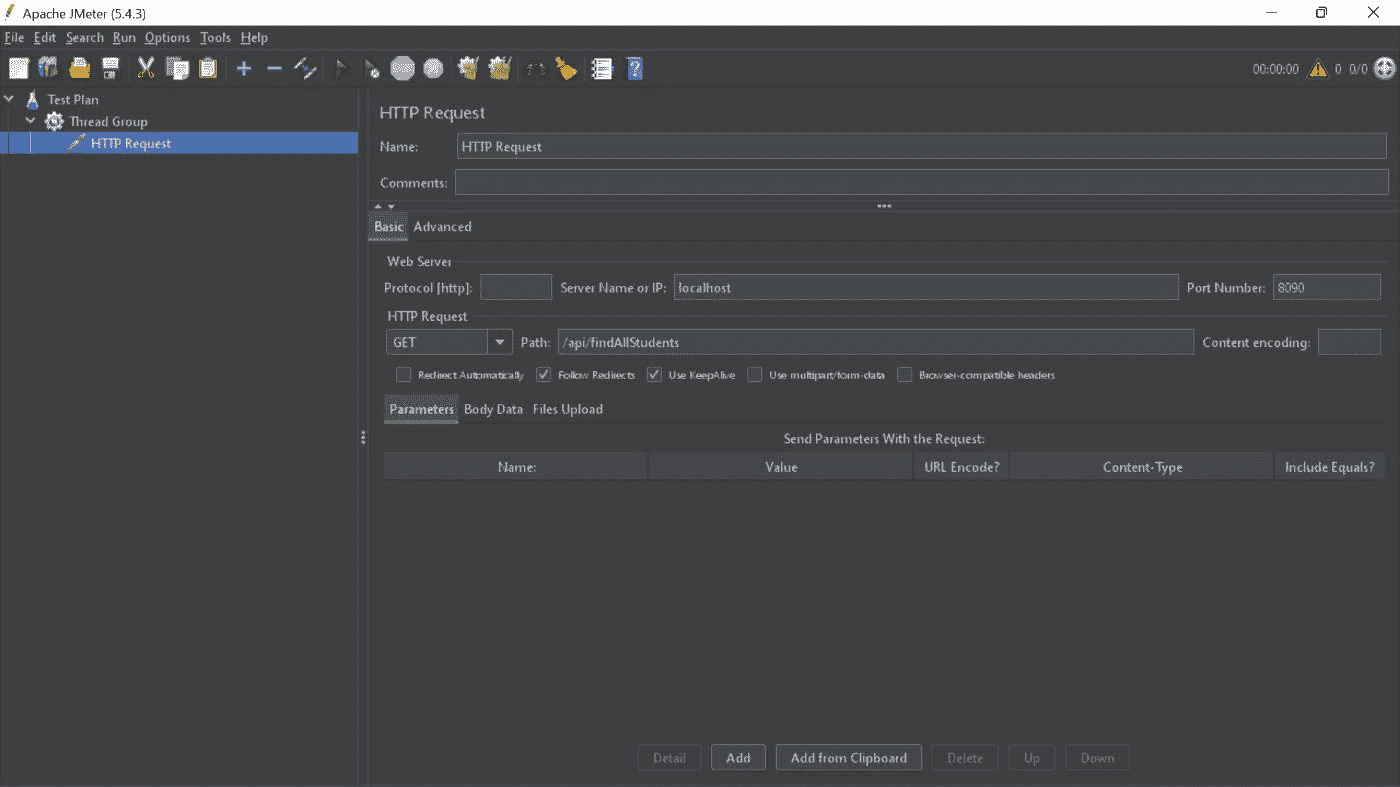 Apache JMeter (5.4.3)
File Edit Search Run Options Tools Help
00:00:00 0 0/0
Test Plan
Thread Group
HTTP Request
HTTP Request
Name: HTTP Request
Comments:
Basic Advanced
Web Server
Protocol [http]: Server Name or IP: localhost Port Number: 8090
HTTP Request
GET Path: /api/findAllStudents Content encoding:
Redirect Automatically Follow Redirects Use KeepAlive Use multipart/form-data Browser-compatible headers
Parameters Body Data Files Upload
Send Parameters With the Request:
Name: Value URL Encode? Content-Type Include Equals?
Detail Add Add from Clipboard Delete Up Down